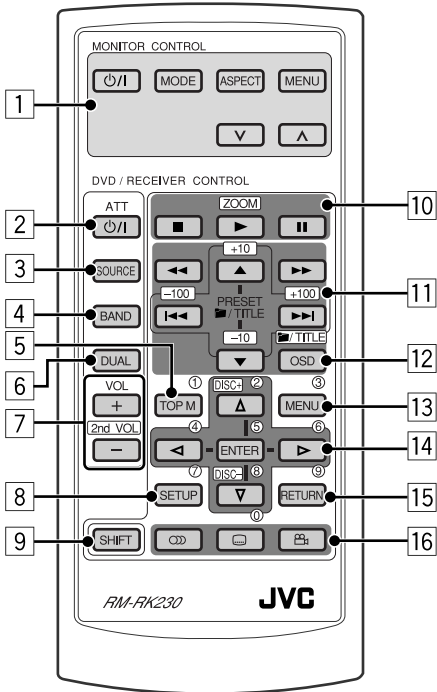 MONITOR CONTROL
1
⏻/I MODE ASPECT MENU
DVD / RECEIVER CONTROL
2 ATT ZOOM 10
⏻/I
3 SOURCE +10
4 BAND –100 PRESET +100 11
/ TITLE
5 –10 / TITLE
6 DUAL OSD 12
7 VOL ① DISC+ ② ③
+ TOP M MENU 13
2nd VOL ④ ⑤ ⑥
– ENTER 14
⑦ DISC– ⑧ ⑨
8 SETUP RETURN 15
⓪
9 SHIFT 16
RM-RK230 JVC